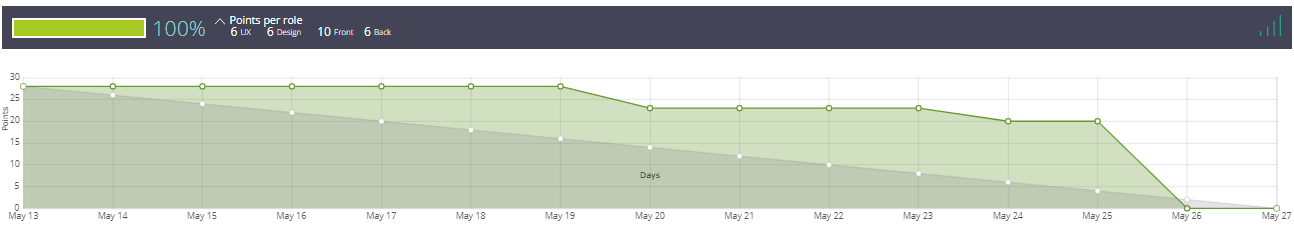 100% Points per role
6 UX 6 Design 10 Front 6 Back
30
25
20
15
10
5
0
Points
Days
May 13 May 14 May 15 May 16 May 17 May 18 May 19 May 20 May 21 May 22 May 23 May 24 May 25 May 26 May 27